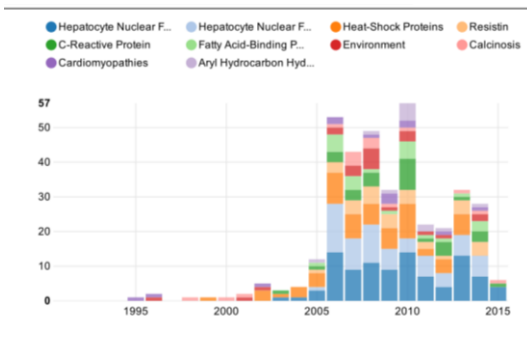 Hepatocyte Nuclear F... Hepatocyte Nuclear F... Heat-Shock Proteins Resistin
C-Reactive Protein Fatty Acid-Binding P... Environment Calcinosis
Cardiomyopathies Aryl Hydrocarbon Hyd...
57
50
40
30
20
10
0
1995 2000 2005 2010 2015